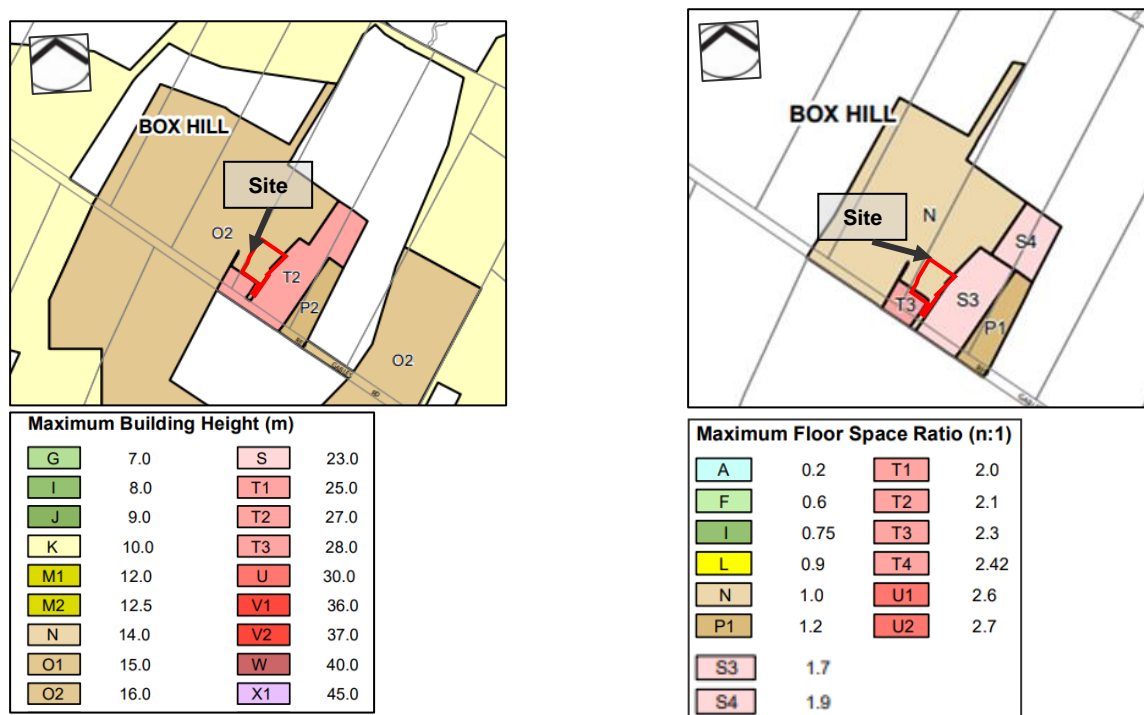 BOX HILL
Site
O2
T2
P2
O2
GABLES
RD
Maximum Building Height (m)
G 7.0 S 23.0
I 8.0 T1 25.0
J 9.0 T2 27.0
K 10.0 T3 28.0
M1 12.0 U 30.0
M2 12.5 V1 36.0
N 14.0 V2 37.0
O1 15.0 W 40.0
O2 16.0 X1 45.0
BOX HILL
Site
N
S4
S3
T3
P1
GABLES
Maximum Floor Space Ratio (n:1)
A 0.2 T1 2.0
F 0.6 T2 2.1
I 0.75 T3 2.3
L 0.9 T4 2.42
N 1.0 U1 2.6
P1 1.2 U2 2.7
S3 1.7
S4 1.9